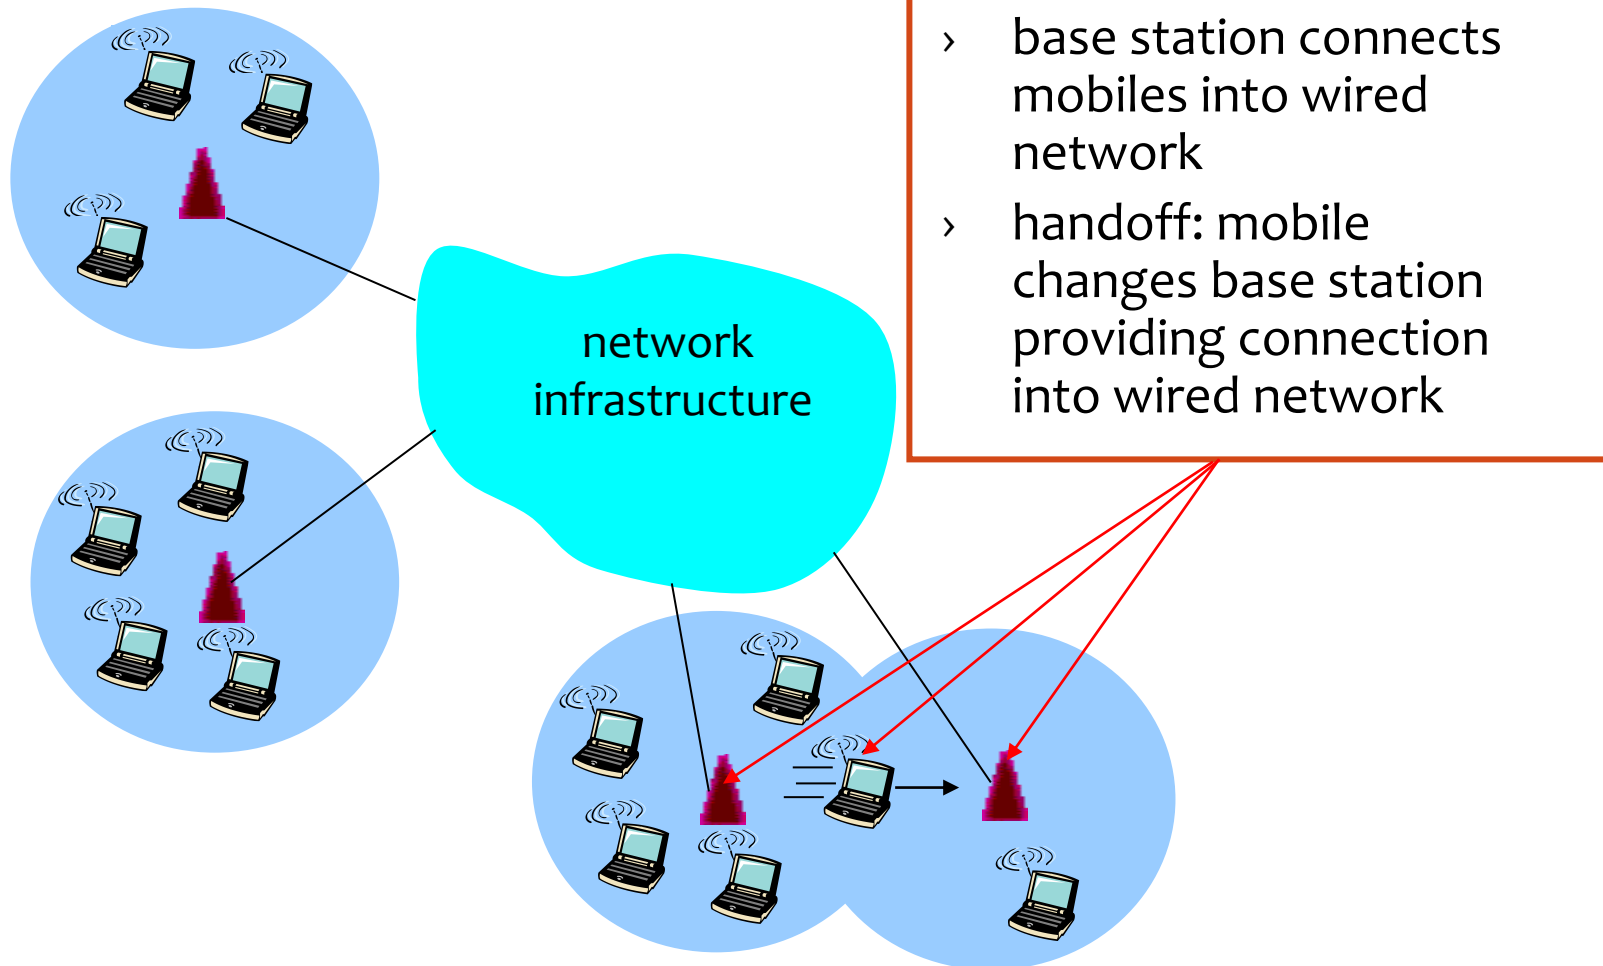 › base station connects
mobiles into wired
network
› handoff: mobile
changes base station
providing connection
into wired network
network
infrastructure